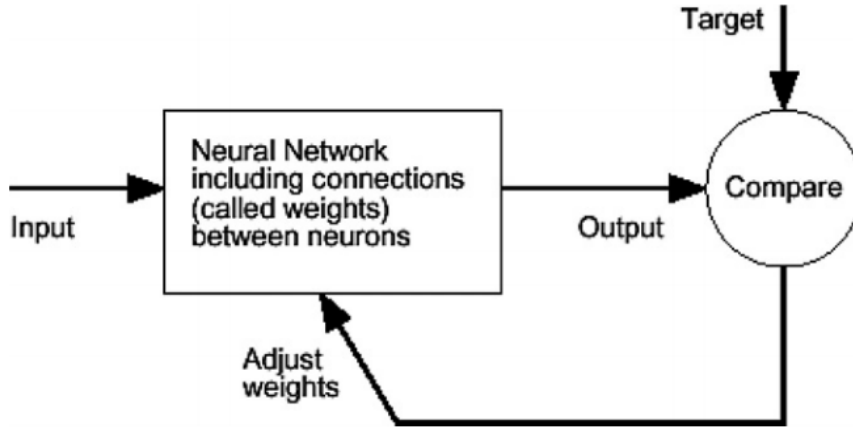 Target
Neural Network
including connections
(called weights)
between neurons
Compare
Input
Output
Adjust
weights